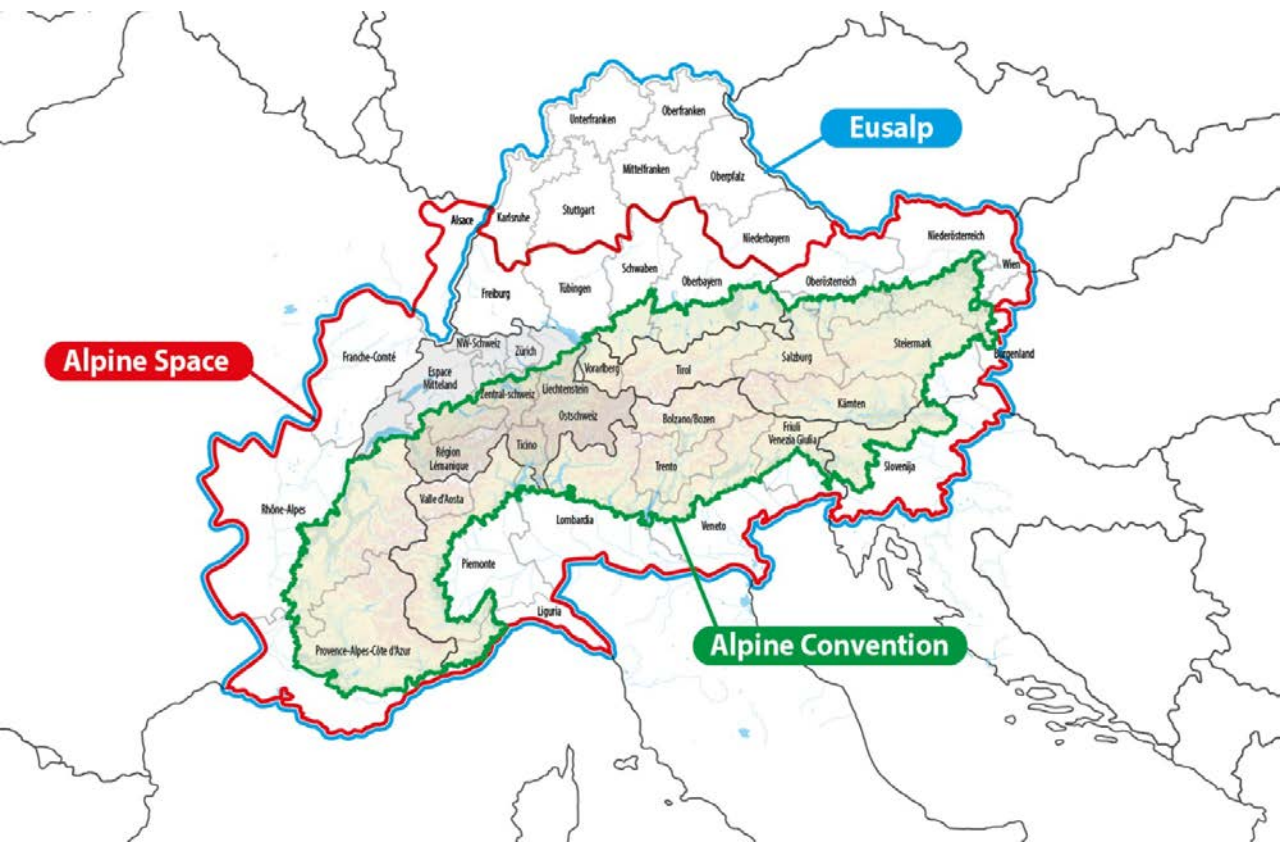 Unterfranken
Oberfranken
Eusalp
Mittelfranken
Oberpfalz
Alsace
Karlsruhe
Stuttgart
Niederbayern
Niederösterreich
Wien
Schwaben
Oberbayern
Oberösterreich
Freiburg
Tübingen
Alpine Space
Franche-Comté
NW-Schweiz
Zürich
Espace
Mittelland
Vorarlberg
Tirol
Salzburg
Steiermark
Burgenland
Zentral-schweiz
Liechtenstein
Ostschweiz
Bolzano/Bozen
Kärnten
Friuli
Venezia Giulia
Région
Lémanique
Ticino
Trento
Slovenija
Valle d'Aosta
Rhône-Alpes
Lombardia
Veneto
Piemonte
Liguria
Provence-Alpes-Côte d'Azur
Alpine Convention